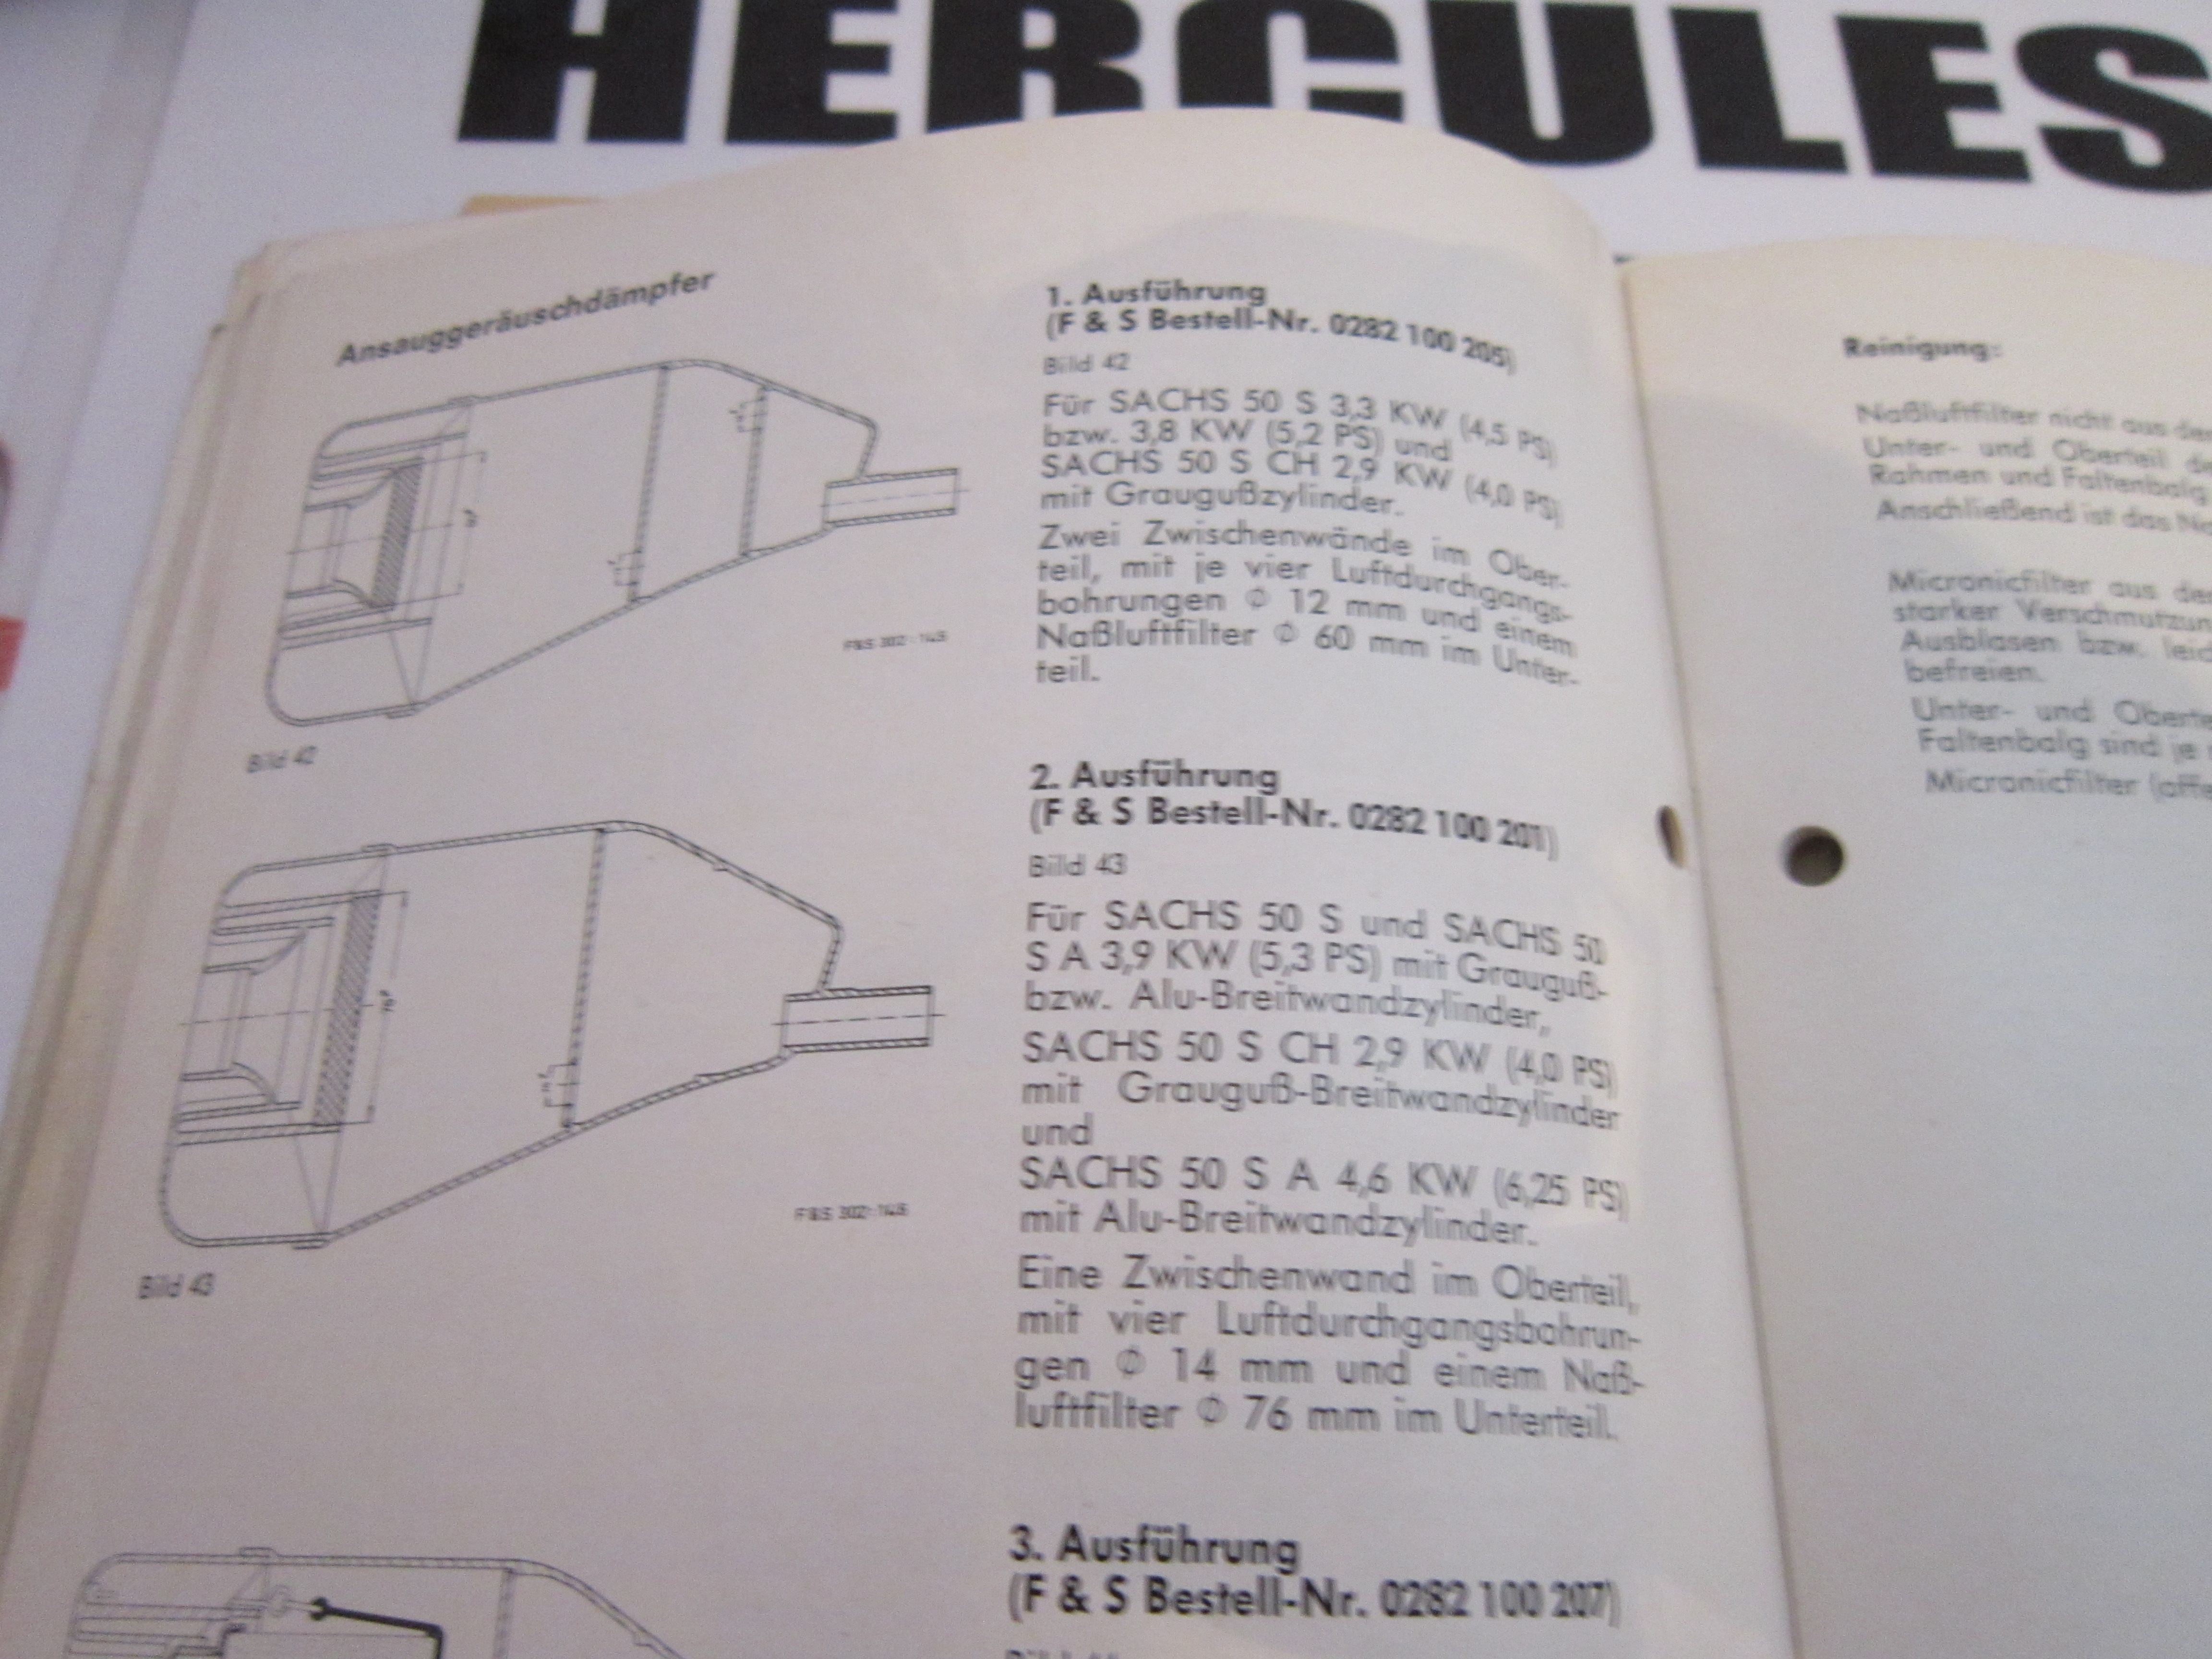 HERCULES
Ansauggeräuschdämpfer
Bild 42
Bild 43
F&S 302:14S
F&S 302:14S
1. Ausführung
(F & S Bestell-Nr. 0282 100 205)
Bild 42
Für SACHS 50 S 3,3 KW (4,5 PS)
bzw. 3,8 KW (5,2 PS) und
SACHS 50 S CH 2,9 KW (4,0 PS)
mit Graugußzylinder.
Zwei Zwischenwände im Ober-
teil, mit je vier Luftdurchgangs-
bohrungen ϕ 12 mm und einem
Naßluftfilter ϕ 60 mm im Unter-
teil.
2. Ausführung
(F & S Bestell-Nr. 0282 100 201)
Bild 43
Für SACHS 50 S und SACHS 50
S A 3,9 KW (5,3 PS) mit Grauguß-
bzw. Alu-Breitwandzylinder,
SACHS 50 S CH 2,9 KW (4,0 PS)
mit Grauguß-Breitwandzylinder
und
SACHS 50 S A 4,6 KW (6,25 PS)
mit Alu-Breitwandzylinder.
Eine Zwischenwand im Oberteil,
mit vier Luftdurchgangsbohrun-
gen ϕ 14 mm und einem Naß-
luftfilter ϕ 76 mm im Unterteil.
3. Ausführung
(F & S Bestell-Nr. 0282 100 207)
Reinigung:
Naßluftfilter nicht aus
Unter- und Oberteil
Rahmen und Faltenbalg
Anschließend ist das
Micronicfilter aus
starker
Ausblasen bzw.
befreien.
Unter- und
Faltenbalg sind je
Micronicfilter